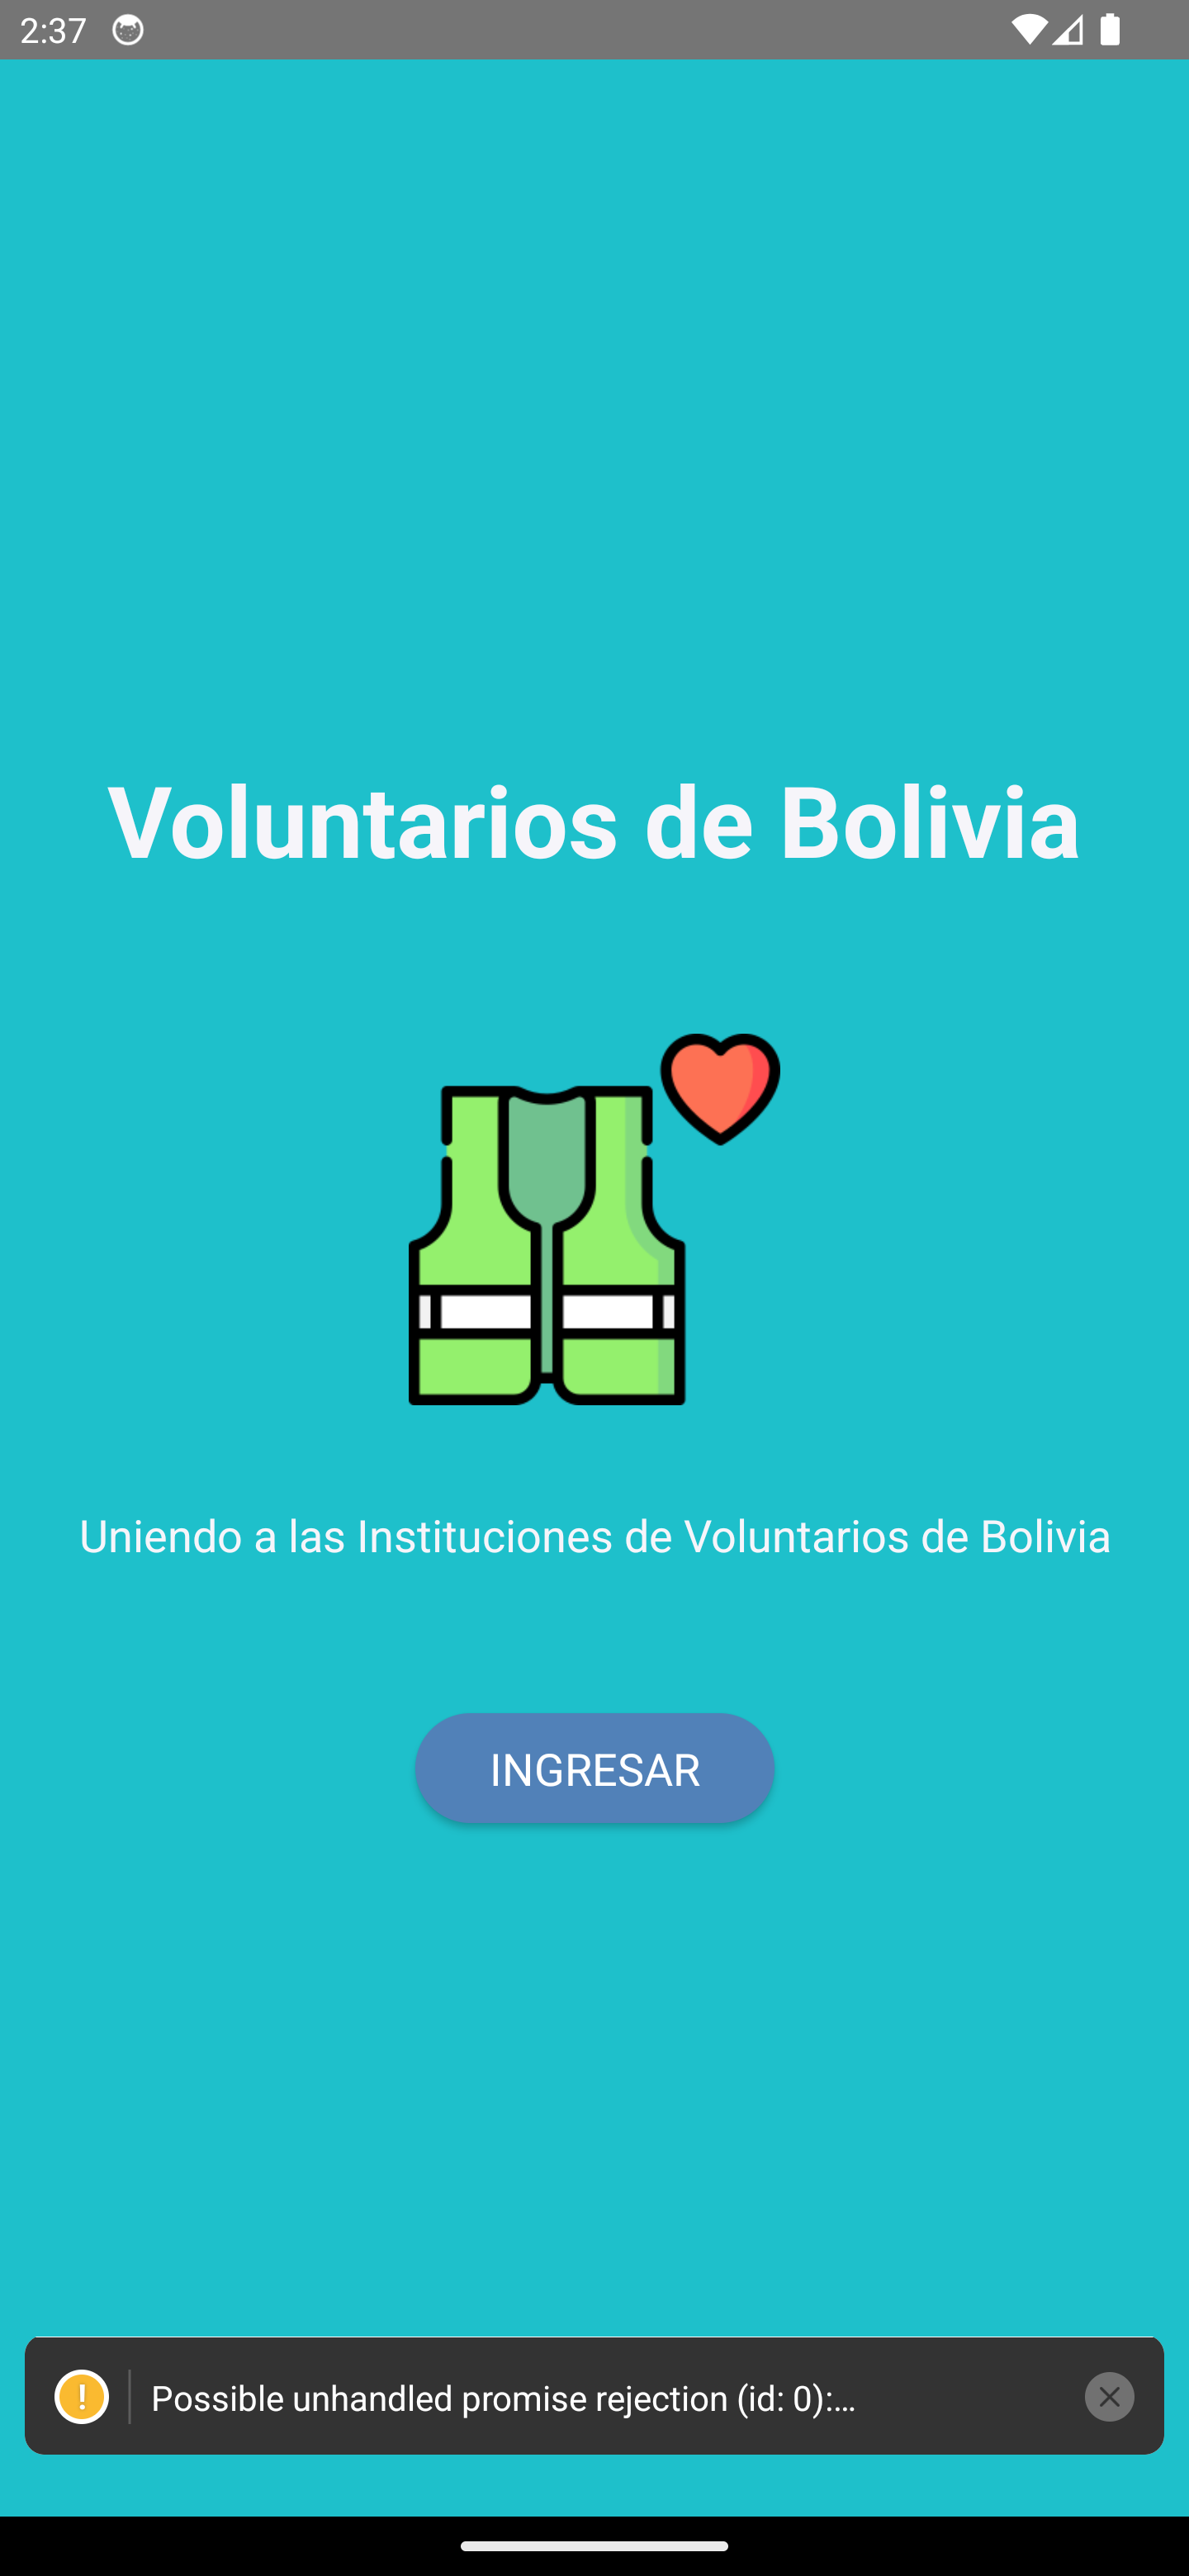 2:37
Voluntarios de Bolivia
Uniendo a las Instituciones de Voluntarios de Bolivia
INGRESAR
! Possible unhandled promise rejection (id: 0):...